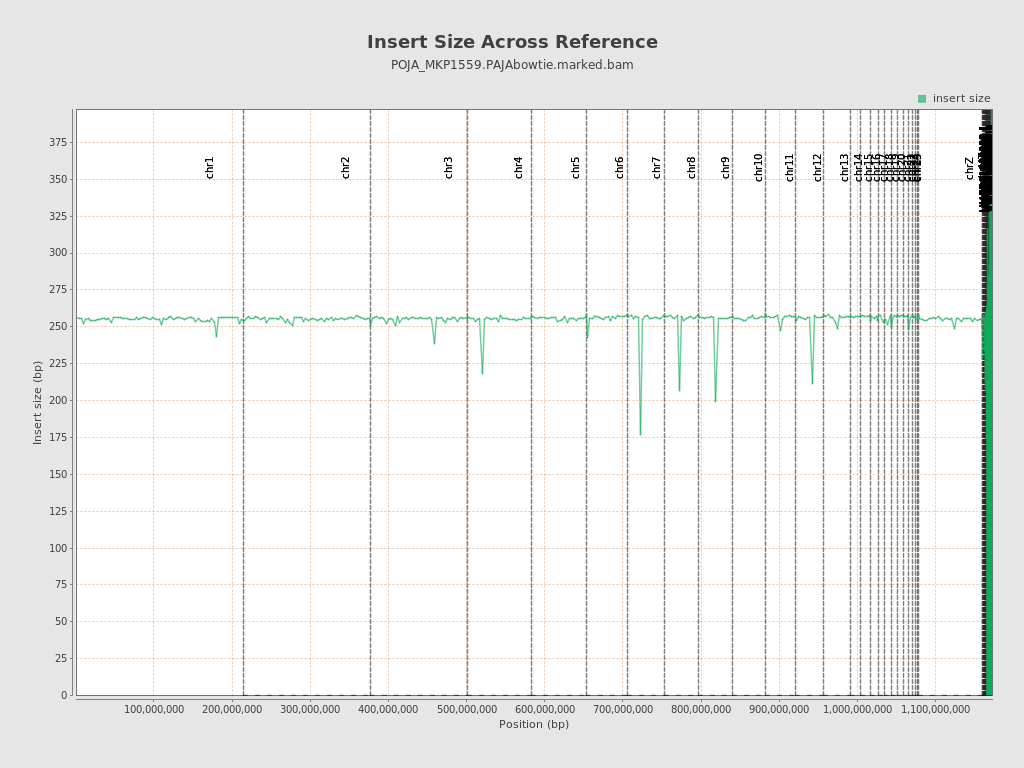 Insert Size Across Reference
POJA_MKP1559.PAJAbowtie.marked.bam
insert size
375
350
325
300
275
250
225
200
175
150
125
100
75
50
25
0
Insert size (bp)
chr1
chr2
chr3
chr4
chr5
chr6
chr7
chr8
chr9
chr10
chr11
chr12
chr13
chr14
chr15
chr16
chrZ
100,000,000
200,000,000
300,000,000
400,000,000
500,000,000
600,000,000
700,000,000
800,000,000
900,000,000
1,000,000,000
1,100,000,000
Position (bp)